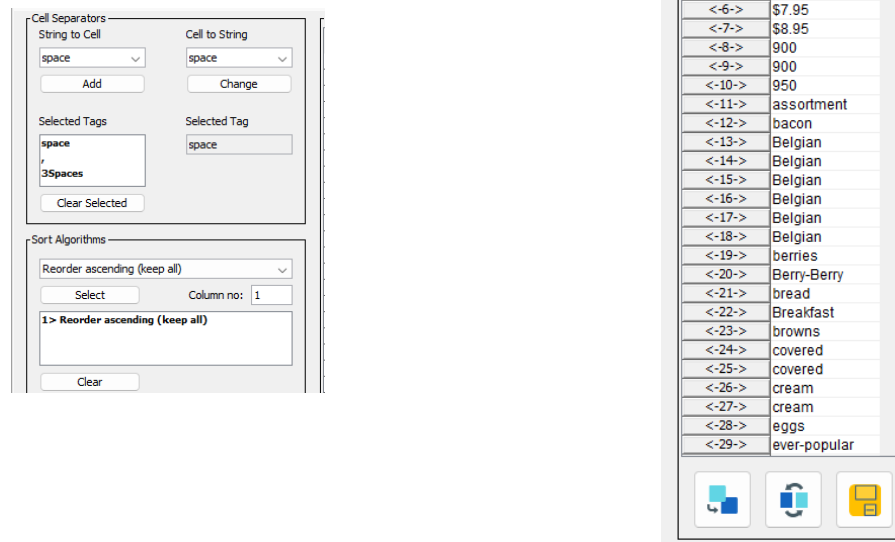 Cell Separators
String to Cell
Cell to String
space
space
Add
Change
Selected Tags
Selected Tag
space
,
3Spaces
space
Clear Selected
Sort Algorithms
Reorder ascending (keep all)
Select
Column no: 1
1> Reorder ascending (keep all)
Clear
<-6-> $7.95
<-7-> $8.95
<-8-> 900
<-9-> 900
<-10-> 950
<-11-> assortment
<-12-> bacon
<-13-> Belgian
<-14-> Belgian
<-15-> Belgian
<-16-> Belgian
<-17-> Belgian
<-18-> Belgian
<-19-> berries
<-20-> Berry-Berry
<-21-> bread
<-22-> Breakfast
<-23-> browns
<-24-> covered
<-25-> covered
<-26-> cream
<-27-> cream
<-28-> eggs
<-29-> ever-popular